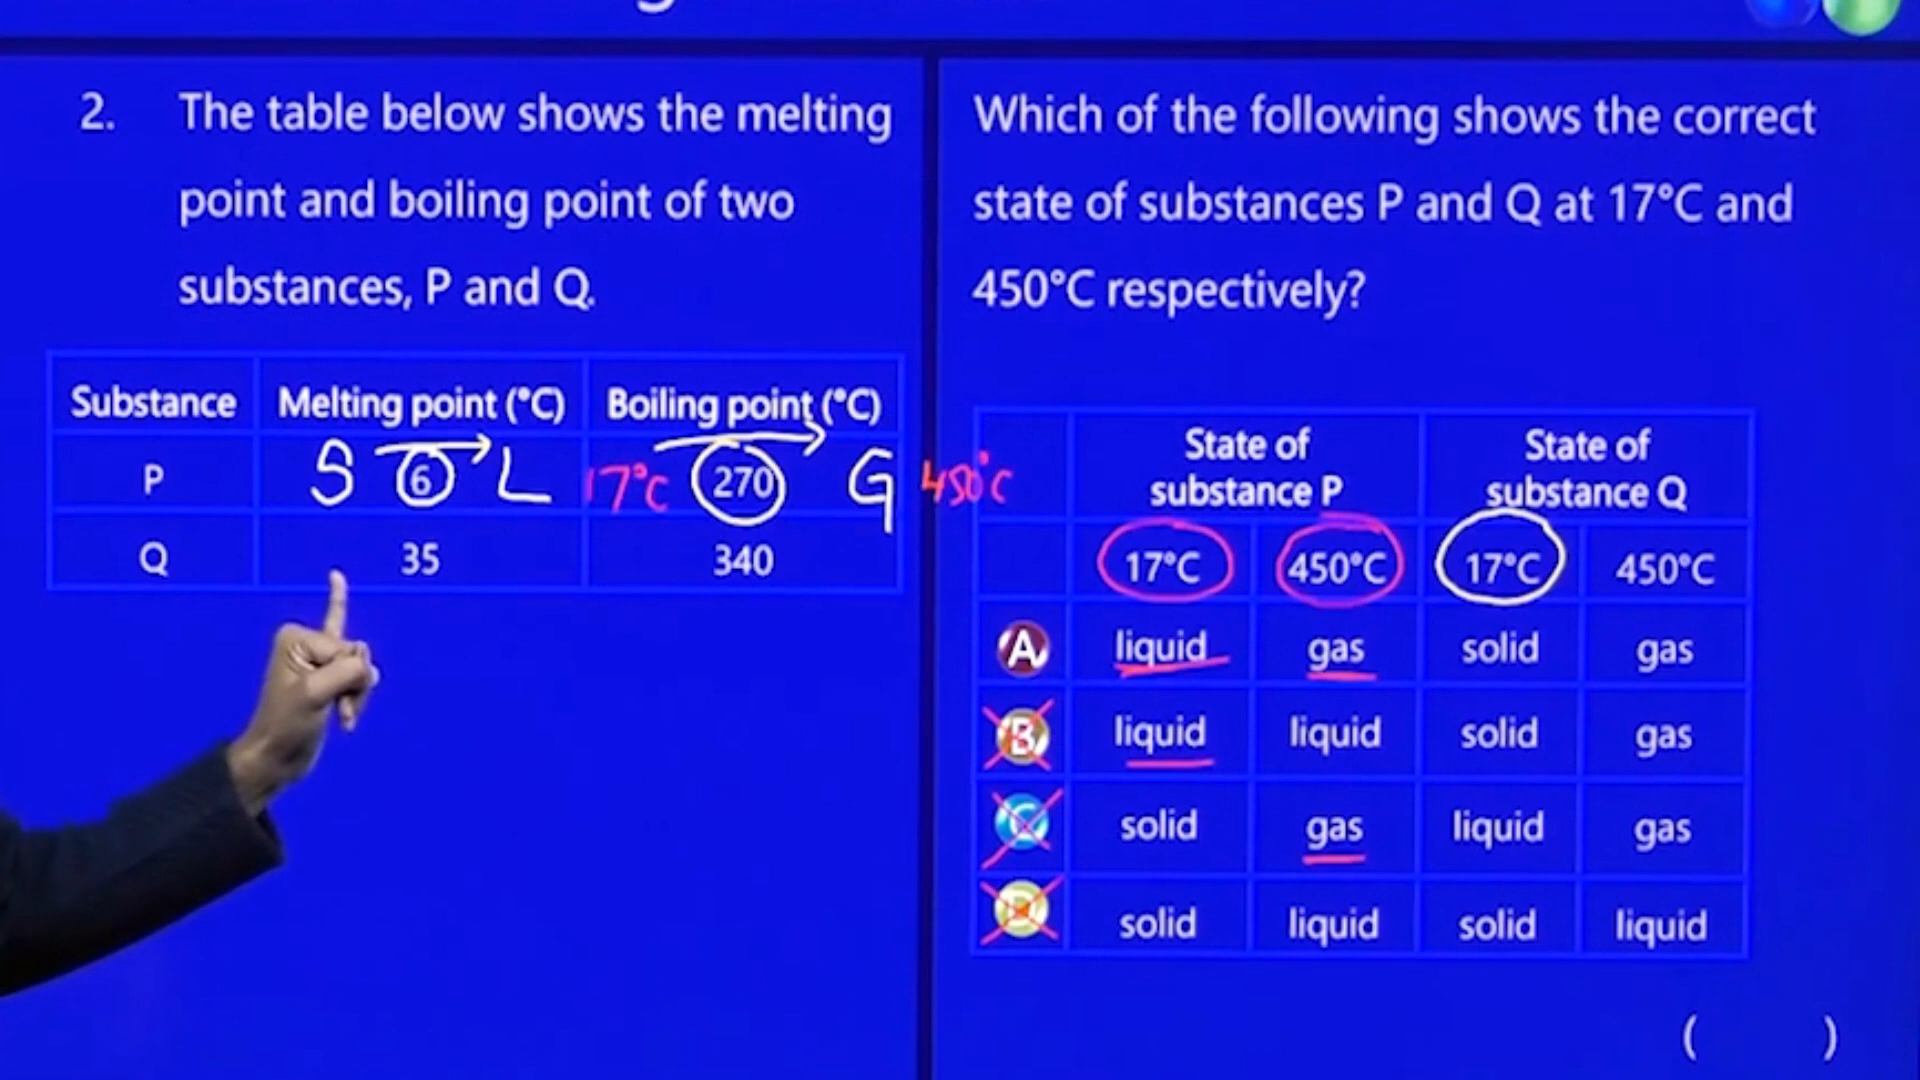 2. The table below shows the melting
point and boiling point of two
substances, P and Q.
Substance Melting point (°C) Boiling point (°C)
P S 6 L 17°C 270 G 450°C
Q 35 340
Which of the following shows the correct
state of substances P and Q at 17°C and
450°C respectively?
State of substance P State of substance Q
17°C 450°C 17°C 450°C
A liquid gas solid gas
B liquid liquid solid gas
C solid gas liquid gas
D solid liquid solid liquid
( )